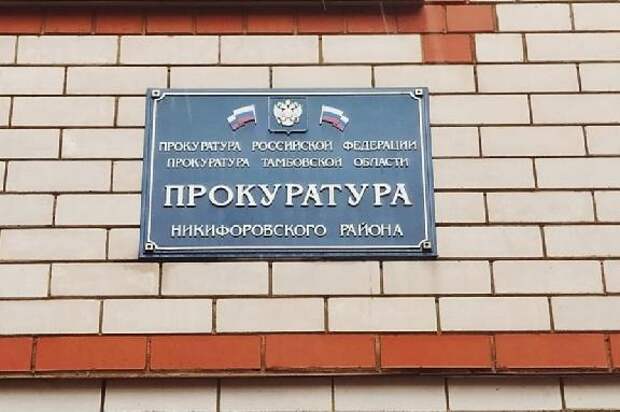 ПРОКУРАТУРА РОССИЙСКОЙ ФЕДЕРАЦИИ
ПРОКУРАТУРА ТАМБОВСКОЙ ОБЛАСТИ
ПРОКУРАТУРА
НИКИФОРОВСКОГО РАЙОНА